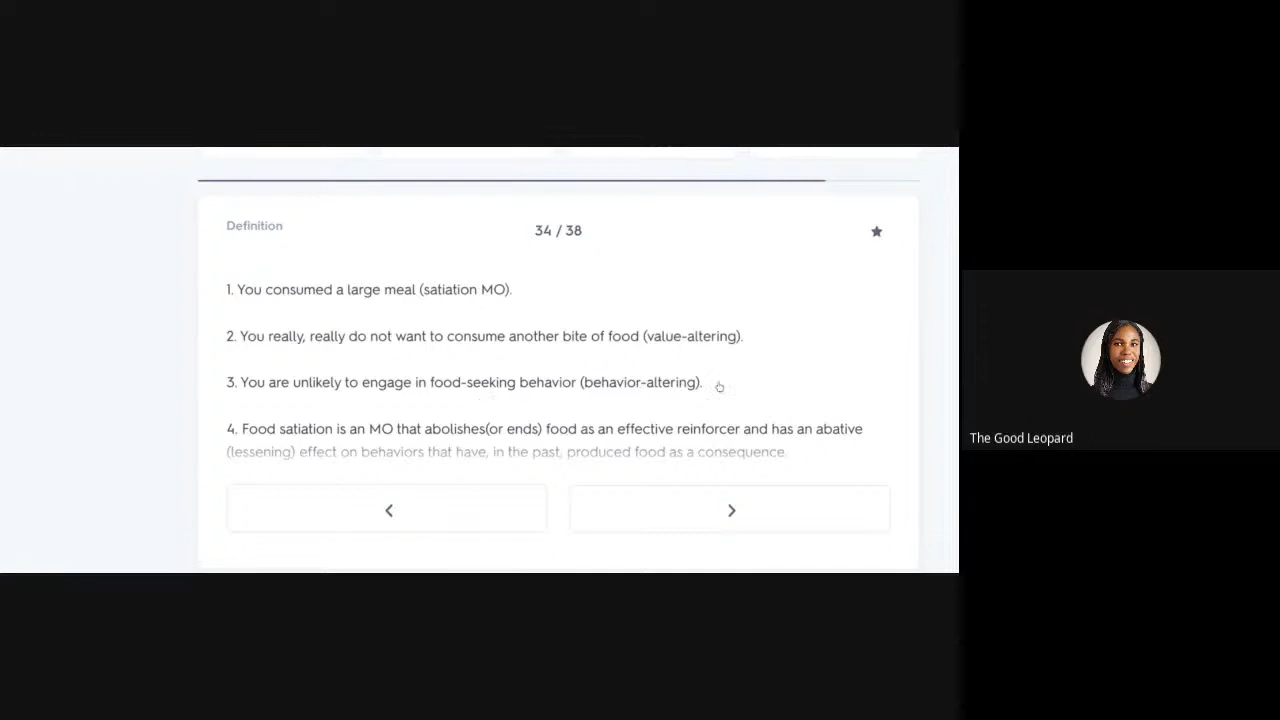 Definition
34 / 38
1. You consumed a large meal (satiation MO).
2. You really, really do not want to consume another bite of food (value-altering).
3. You are unlikely to engage in food-seeking behavior (behavior-altering).
4. Food satiation is an MO that abolishes(or ends) food as an effective reinforcer and has an abative
(lessening) effect on behaviors that have, in the past, produced food as a consequence.
The Good Leopard